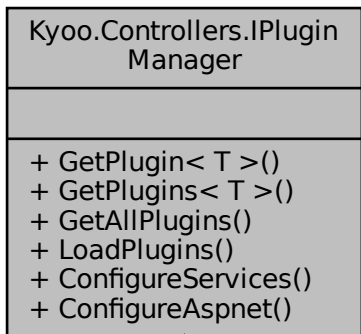 Kyoo.Controllers.IPlugin
Manager
+ GetPlugin< T >()
+ GetPlugins< T >()
+ GetAllPlugins()
+ LoadPlugins()
+ ConfigureServices()
+ ConfigureAspnet()